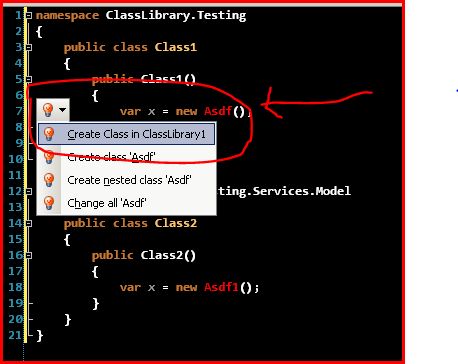 1 namespace ClassLibrary.Testing
2 {
3 public class Class1
4 {
5 public Class1()
6 {
7 var x = new Asdf();
8 Create Class in ClassLibrary1
9
10 Create class 'Asdf'
11 Create nested class 'Asdf'
12 ting.Services.Model
13 Change all 'Asdf'
14 public class Class2
15 {
16 public Class2()
17 {
18 var x = new Asdf1();
19 }
20 }
21 }